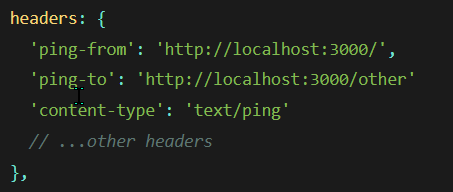 headers: {
'ping-from': 'http://localhost:3000/',
'ping-to': 'http://localhost:3000/other'
'content-type': 'text/ping'
// ...other headers
},